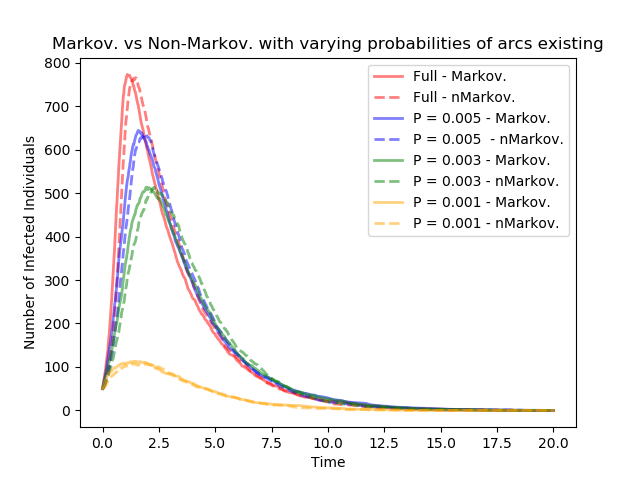 Markov. vs Non-Markov. with varying probabilities of arcs existing
800
700
600
500
400
300
200
100
0
Number of Infected Individuals
Full - Markov.
Full - nMarkov.
P = 0.005 - Markov.
P = 0.005  - nMarkov.
P = 0.003 - Markov.
P = 0.003 - nMarkov.
P = 0.001 - Markov.
P = 0.001 - nMarkov.
0.0 2.5 5.0 7.5 10.0 12.5 15.0 17.5 20.0
Time